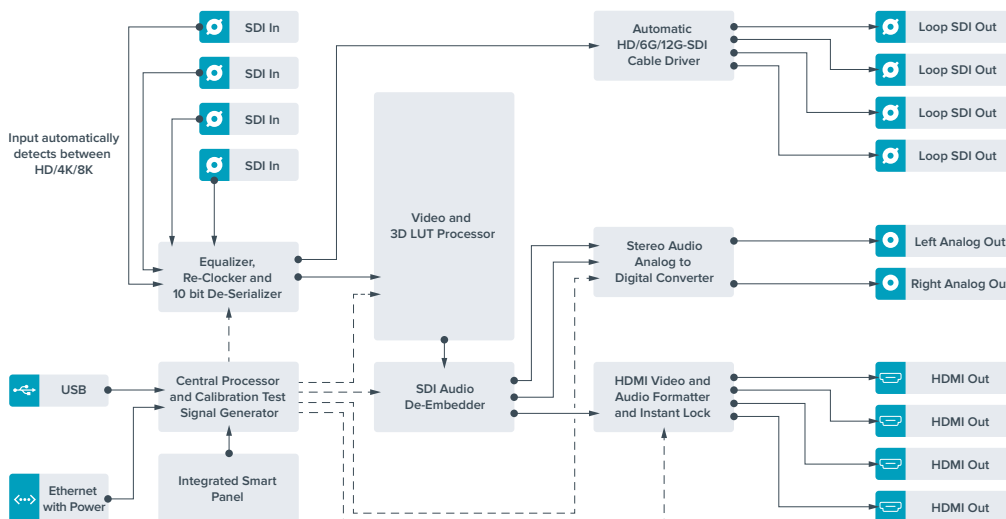 SDI In
SDI In
SDI In
SDI In
Input automatically
detects between
HD/4K/8K
Equalizer,
Re-Clocker and
10 bit De-Serializer
Video and
3D LUT Processor
Automatic
HD/6G/12G-SDI
Cable Driver
Loop SDI Out
Loop SDI Out
Loop SDI Out
Loop SDI Out
Stereo Audio
Analog to
Digital Converter
Left Analog Out
Right Analog Ou
USB
Central Processor
and Calibration Test
Signal Generator
SDI Audio
De-Embedder
HDMI Video and
Audio Formatter
and Instant Lock
HDMI Out
HDMI Out
HDMI Out
HDMI Out
Ethernet
with Power
Integrated Smart
Panel